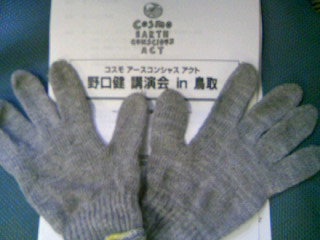 COSMO
EARTH
CONSCIOUS
ACT
コスモ アースコンシャス アクト
野口健 講演会 in 鳥取